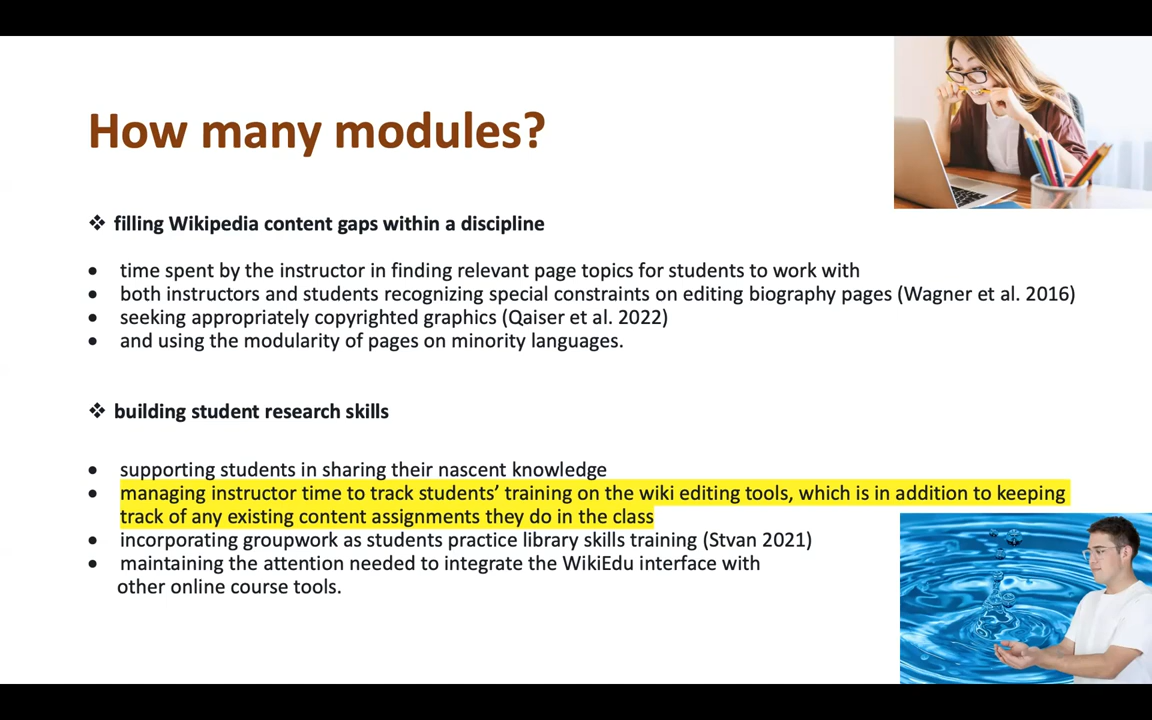 How many modules?
❖ filling Wikipedia content gaps within a discipline
• time spent by the instructor in finding relevant page topics for students to work with
• both instructors and students recognizing special constraints on editing biography pages (Wagner et al. 2016)
• seeking appropriately copyrighted graphics (Qaiser et al. 2022)
• and using the modularity of pages on minority languages.
❖ building student research skills
• supporting students in sharing their nascent knowledge
• managing instructor time to track students’ training on the wiki editing tools, which is in addition to keeping
track of any existing content assignments they do in the class
• incorporating groupwork as students practice library skills training (Stvan 2021)
• maintaining the attention needed to integrate the WikiEdu interface with
other online course tools.